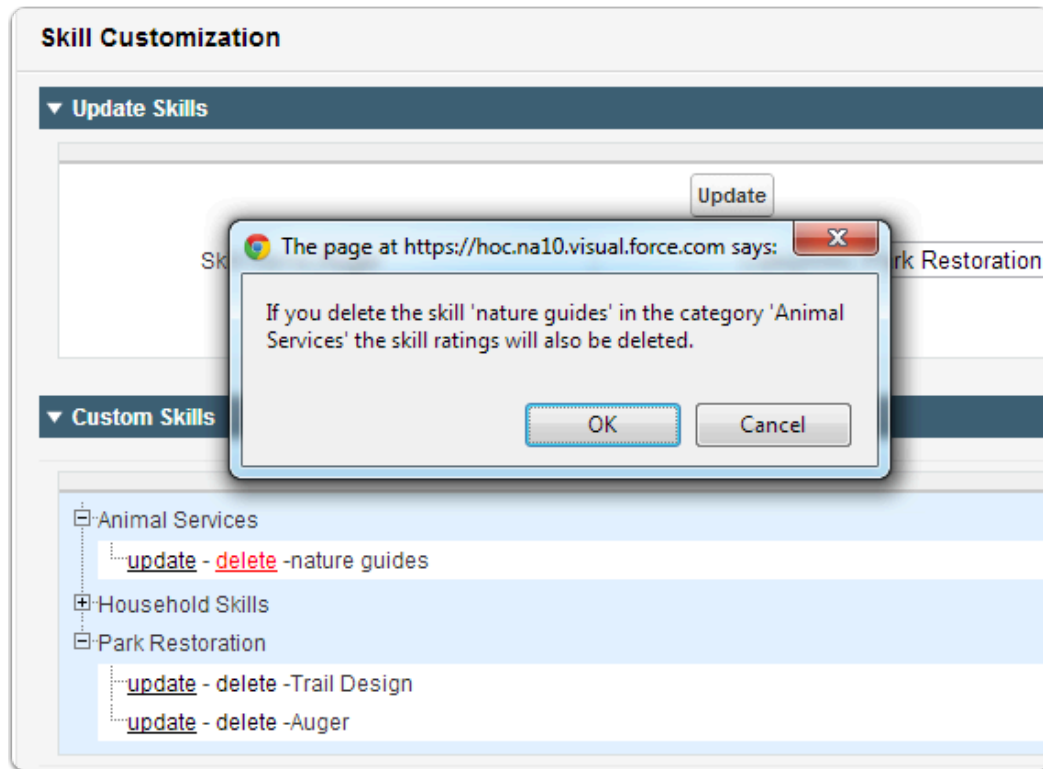 Skill Customization
Update Skills
Update
The page at https://hoc.na10.visual.force.com says:
Sk
rk Restoration
If you delete the skill 'nature guides' in the category 'Animal
Services' the skill ratings will also be deleted.
OK Cancel
Custom Skills
Animal Services
update - delete -nature guides
Household Skills
Park Restoration
update - delete -Trail Design
update - delete -Auger